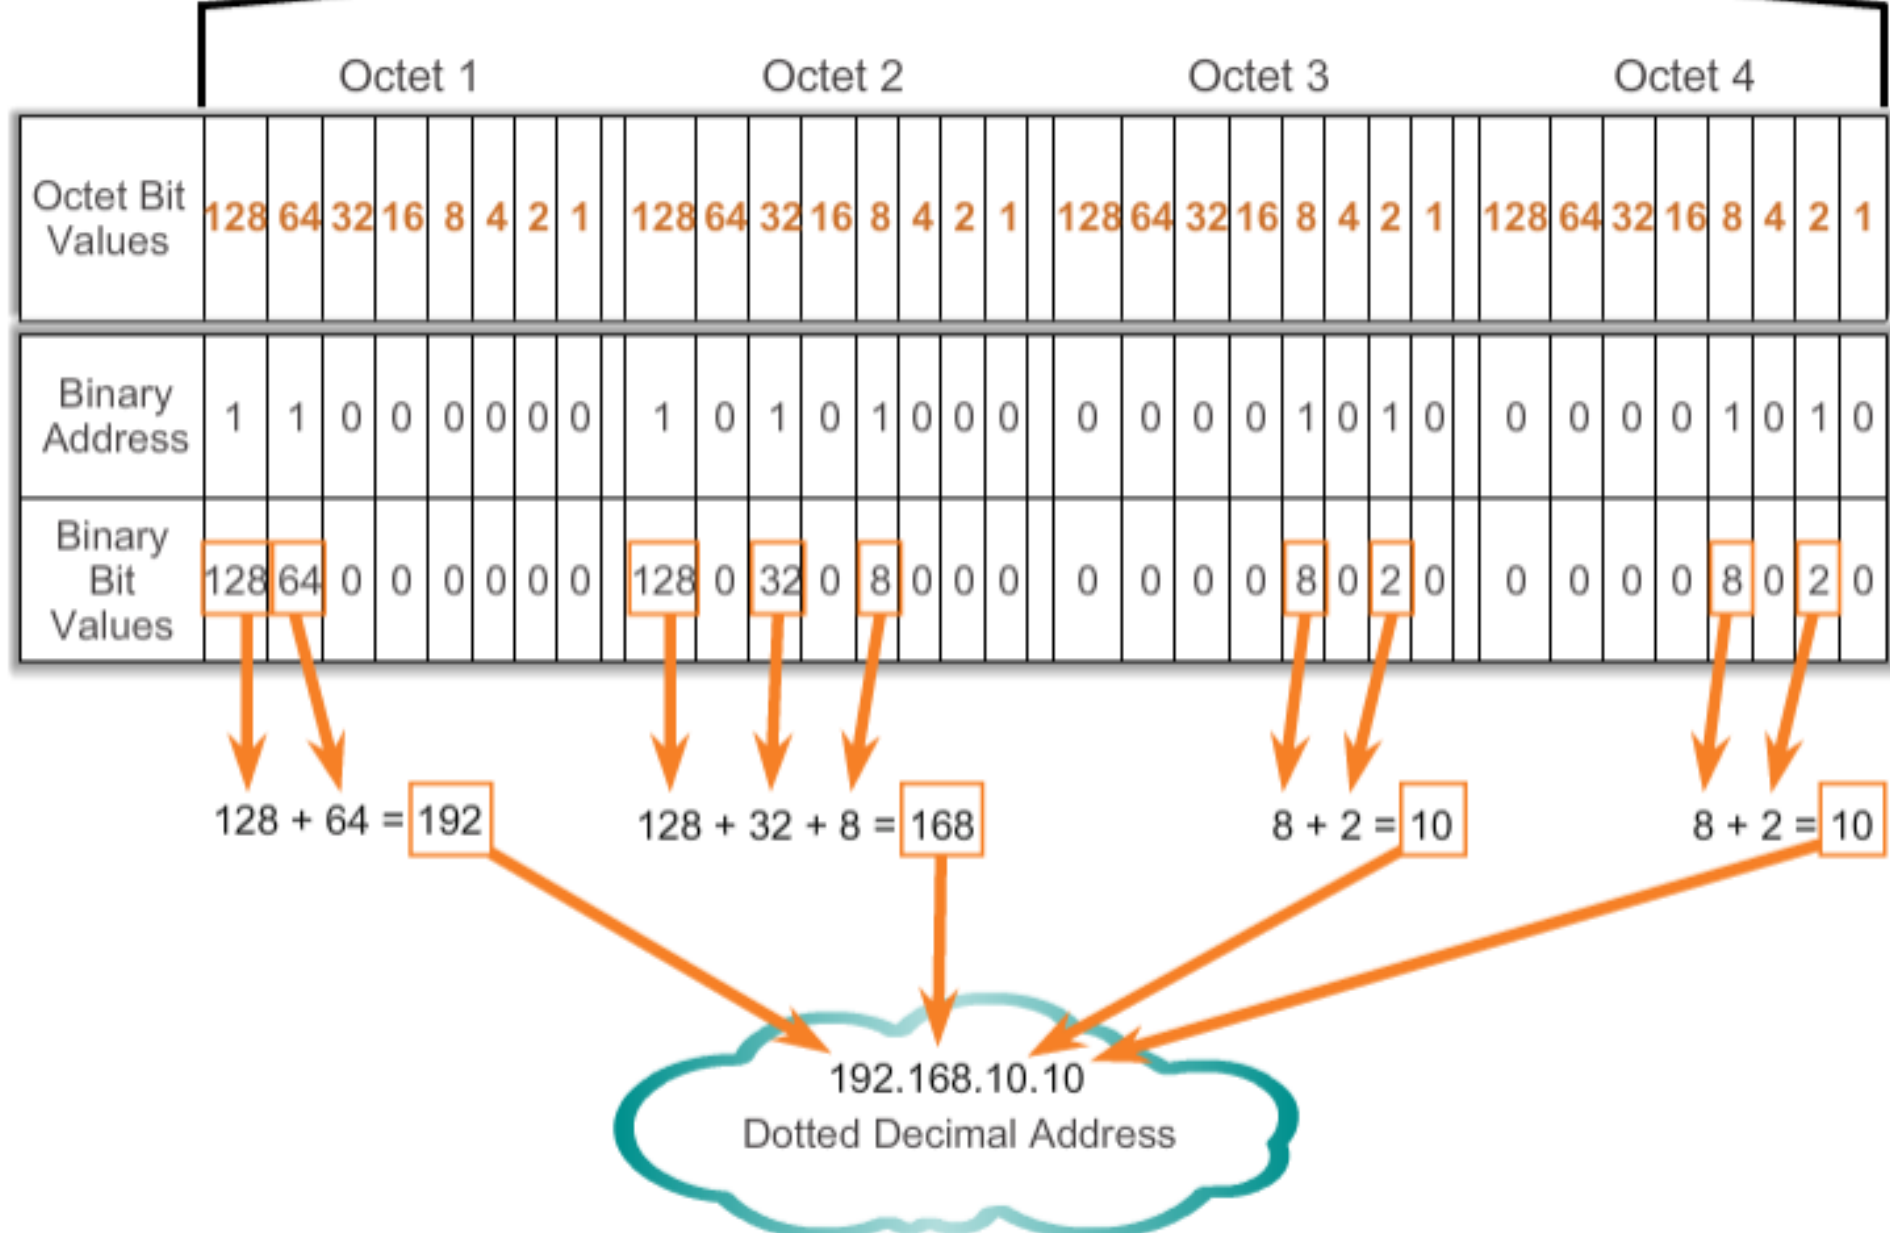 Octet 1 Octet 2 Octet 3 Octet 4
Octet Bit
Values
128 64 32 16 8 4 2 1 128 64 32 16 8 4 2 1 128 64 32 16 8 4 2 1 128 64 32 16 8 4 2 1
Binary
Address
1 1 0 0 0 0 0 0 1 0 1 0 1 0 0 0 0 0 0 0 1 0 1 0 0 0 0 0 1 0 1 0
Binary
Bit
Values
128 64 0 0 0 0 0 0 128 0 32 0 8 0 0 0 0 0 0 0 8 0 2 0 0 0 0 0 8 0 2 0
128 + 64 = 192 128 + 32 + 8 = 168 8 + 2 = 10 8 + 2 = 10
192.168.10.10
Dotted Decimal Address